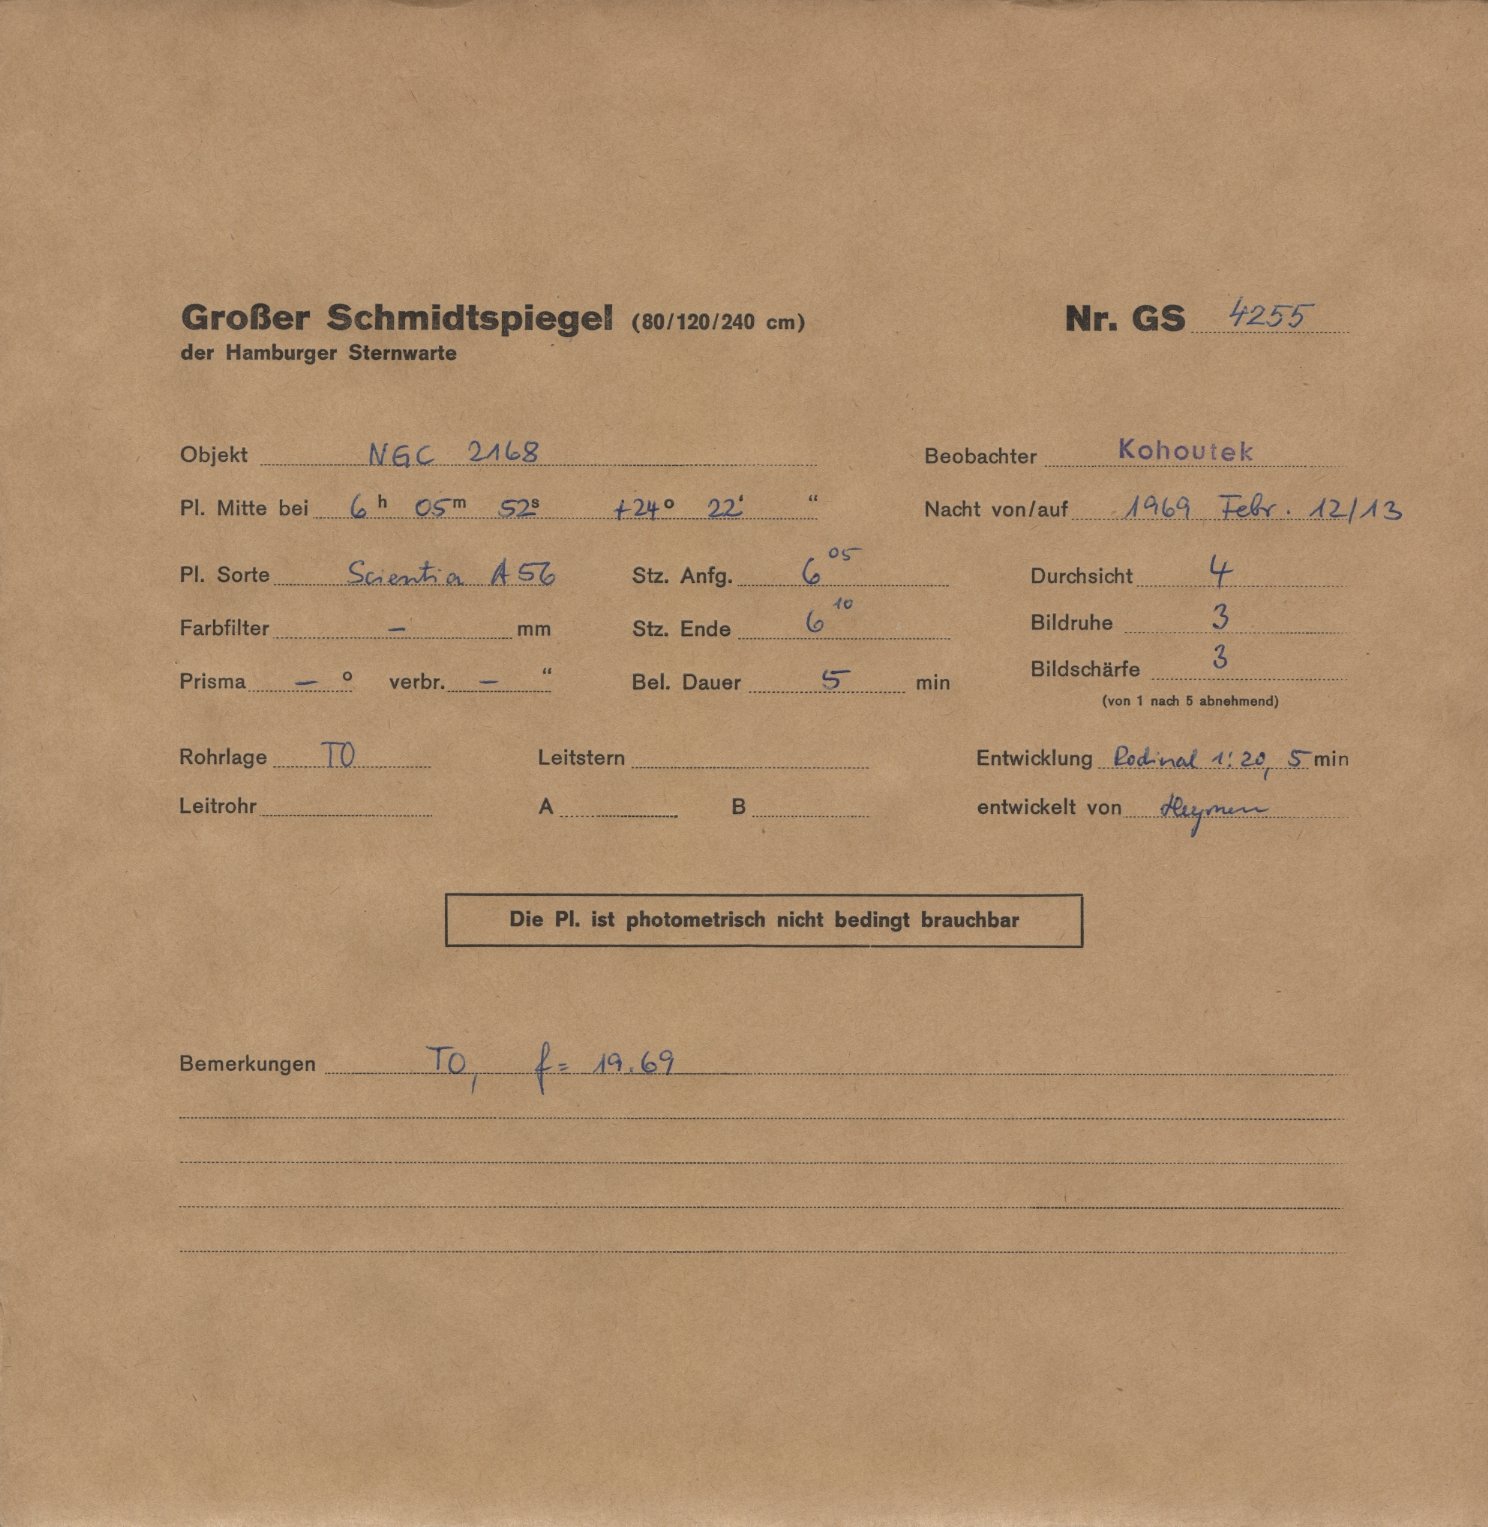 Großer Schmidtspiegel (80/120/240 cm) Nr. GS 4255
der Hamburger Sternwarte
Objekt NGC 2168 Beobachter Kohoutek
Pl. Mitte bei 6 h 05 m 52 s +24 ° 22 ' “ Nacht von/auf 1969 Febr. 12/13
Pl. Sorte Scientia A 56 Stz. Anfg. 6 05 Durchsicht 4
Farbfilter – mm Stz. Ende 6 10 Bildruhe 3
Prisma – ° verbr. – “ Bel. Dauer 5 min Bildschärfe 3
(von 1 nach 5 abnehmend)
Rohrlage TO Leitstern Entwicklung Rodinal 1:20, 5 min
Leitrohr A B entwickelt von
Die Pl. ist photometrisch nicht bedingt brauchbar
Bemerkungen TO, f = 19.69